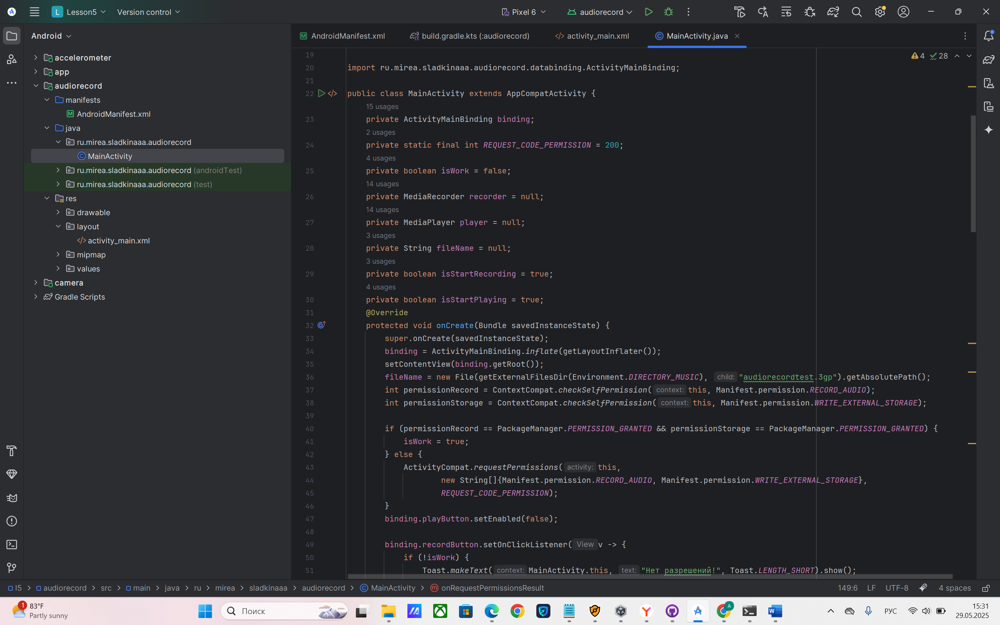 L Lesson5 Version control Pixel 6 audiorecord
Android
accelerometer
app
audiorecord
manifests
AndroidManifest.xml
java
ru.mirea.sladkinaaa.audiorecord
MainActivity
ru.mirea.sladkinaaa.audiorecord (androidTest)
ru.mirea.sladkinaaa.audiorecord (test)
res
drawable
layout
activity_main.xml
mipmap
values
camera
Gradle Scripts
AndroidManifest.xml build.gradle.kts (:audiorecord) activity_main.xml MainActivity.java
4 28
19
20 import ru.mirea.sladkinaaa.audiorecord.databinding.ActivityMainBinding;
21
22 public class MainActivity extends AppCompatActivity {
15 usages
23 private ActivityMainBinding binding;
2 usages
24 private static final int REQUEST_CODE_PERMISSION = 200;
4 usages
25 private boolean isWork = false;
14 usages
26 private MediaRecorder recorder = null;
14 usages
27 private MediaPlayer player = null;
3 usages
28 private String fileName = null;
3 usages
29 private boolean isStartRecording = true;
4 usages
30 private boolean isStartPlaying = true;
31 @Override
32 protected void onCreate(Bundle savedInstanceState) {
33 super.onCreate(savedInstanceState);
34 binding = ActivityMainBinding.inflate(getLayoutInflater());
35 setContentView(binding.getRoot());
36 fileName = new File(getExternalFilesDir(Environment.DIRECTORY_MUSIC), child: "audiorecordtest.3gp").getAbsolutePath();
37 int permissionRecord = ContextCompat.checkSelfPermission( context: this, Manifest.permission.RECORD_AUDIO);
38 int permissionStorage = ContextCompat.checkSelfPermission( context: this, Manifest.permission.WRITE_EXTERNAL_STORAGE);
39
40 if (permissionRecord == PackageManager.PERMISSION_GRANTED && permissionStorage == PackageManager.PERMISSION_GRANTED) {
41 isWork = true;
42 } else {
43 ActivityCompat.requestPermissions( activity: this,
44 new String[]{Manifest.permission.RECORD_AUDIO, Manifest.permission.WRITE_EXTERNAL_STORAGE},
45 REQUEST_CODE_PERMISSION);
46 }
47 binding.playButton.setEnabled(false);
48
49 binding.recordButton.setOnClickListener( View v -> {
50 if (!isWork) {
51 Toast.makeText( context: MainActivity.this, text: "Нет разрешений!", Toast.LENGTH_SHORT).show();
l5 > audiorecord > src > main > java > ru > mirea > sladkinaaa > audiorecord > MainActivity > onRequestPermissionsResult 149:6 LF UTF-8 4 spaces
1 83°F
Partly sunny
Поиск
РУС
15:31
29.05.2025